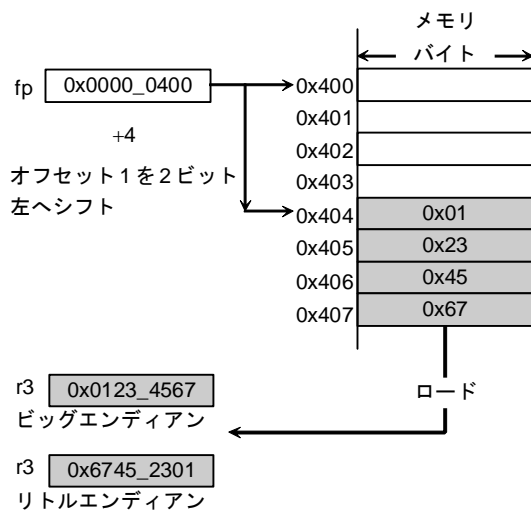 メモリ
バイト
fp 0x0000_0400
+4
オフセット1を2ビット
左へシフト
0x400
0x401
0x402
0x403
0x404 0x01
0x405 0x23
0x406 0x45
0x407 0x67
ロード
r3 0x0123_4567
ビッグエンディアン
r3 0x6745_2301
リトルエンディアン